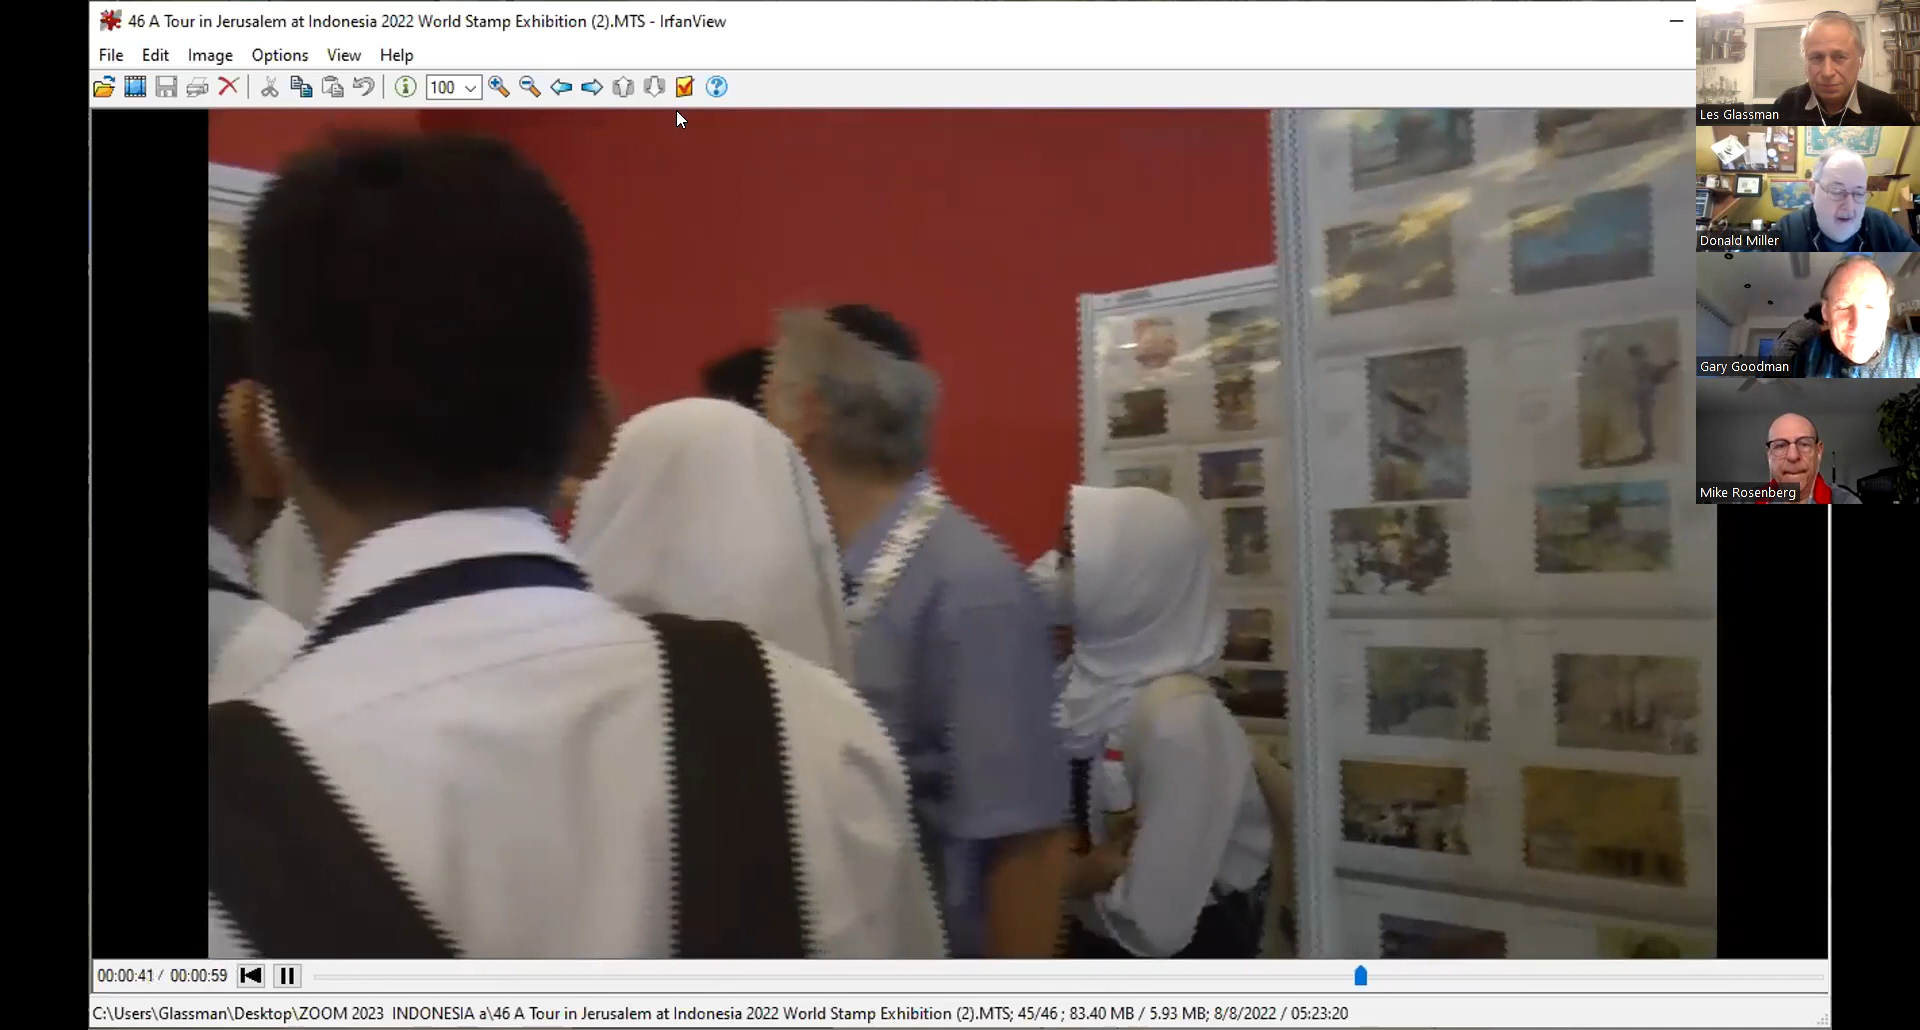 46 A Tour in Jerusalem at Indonesia 2022 World Stamp Exhibition (2).MTS - IrfanView
File Edit Image Options View Help
100
Les Glassman
Donald Miller
Gary Goodman
Mike Rosenberg
00:00:41 / 00:00:59
C:\Users\Glassman\Desktop\ZOOM 2023  INDONESIA a\46 A Tour in Jerusalem at Indonesia 2022 World Stamp Exhibition (2).MTS; 45/46 ; 83.40 MB / 5.93 MB; 8/8/2022 / 05:23:20